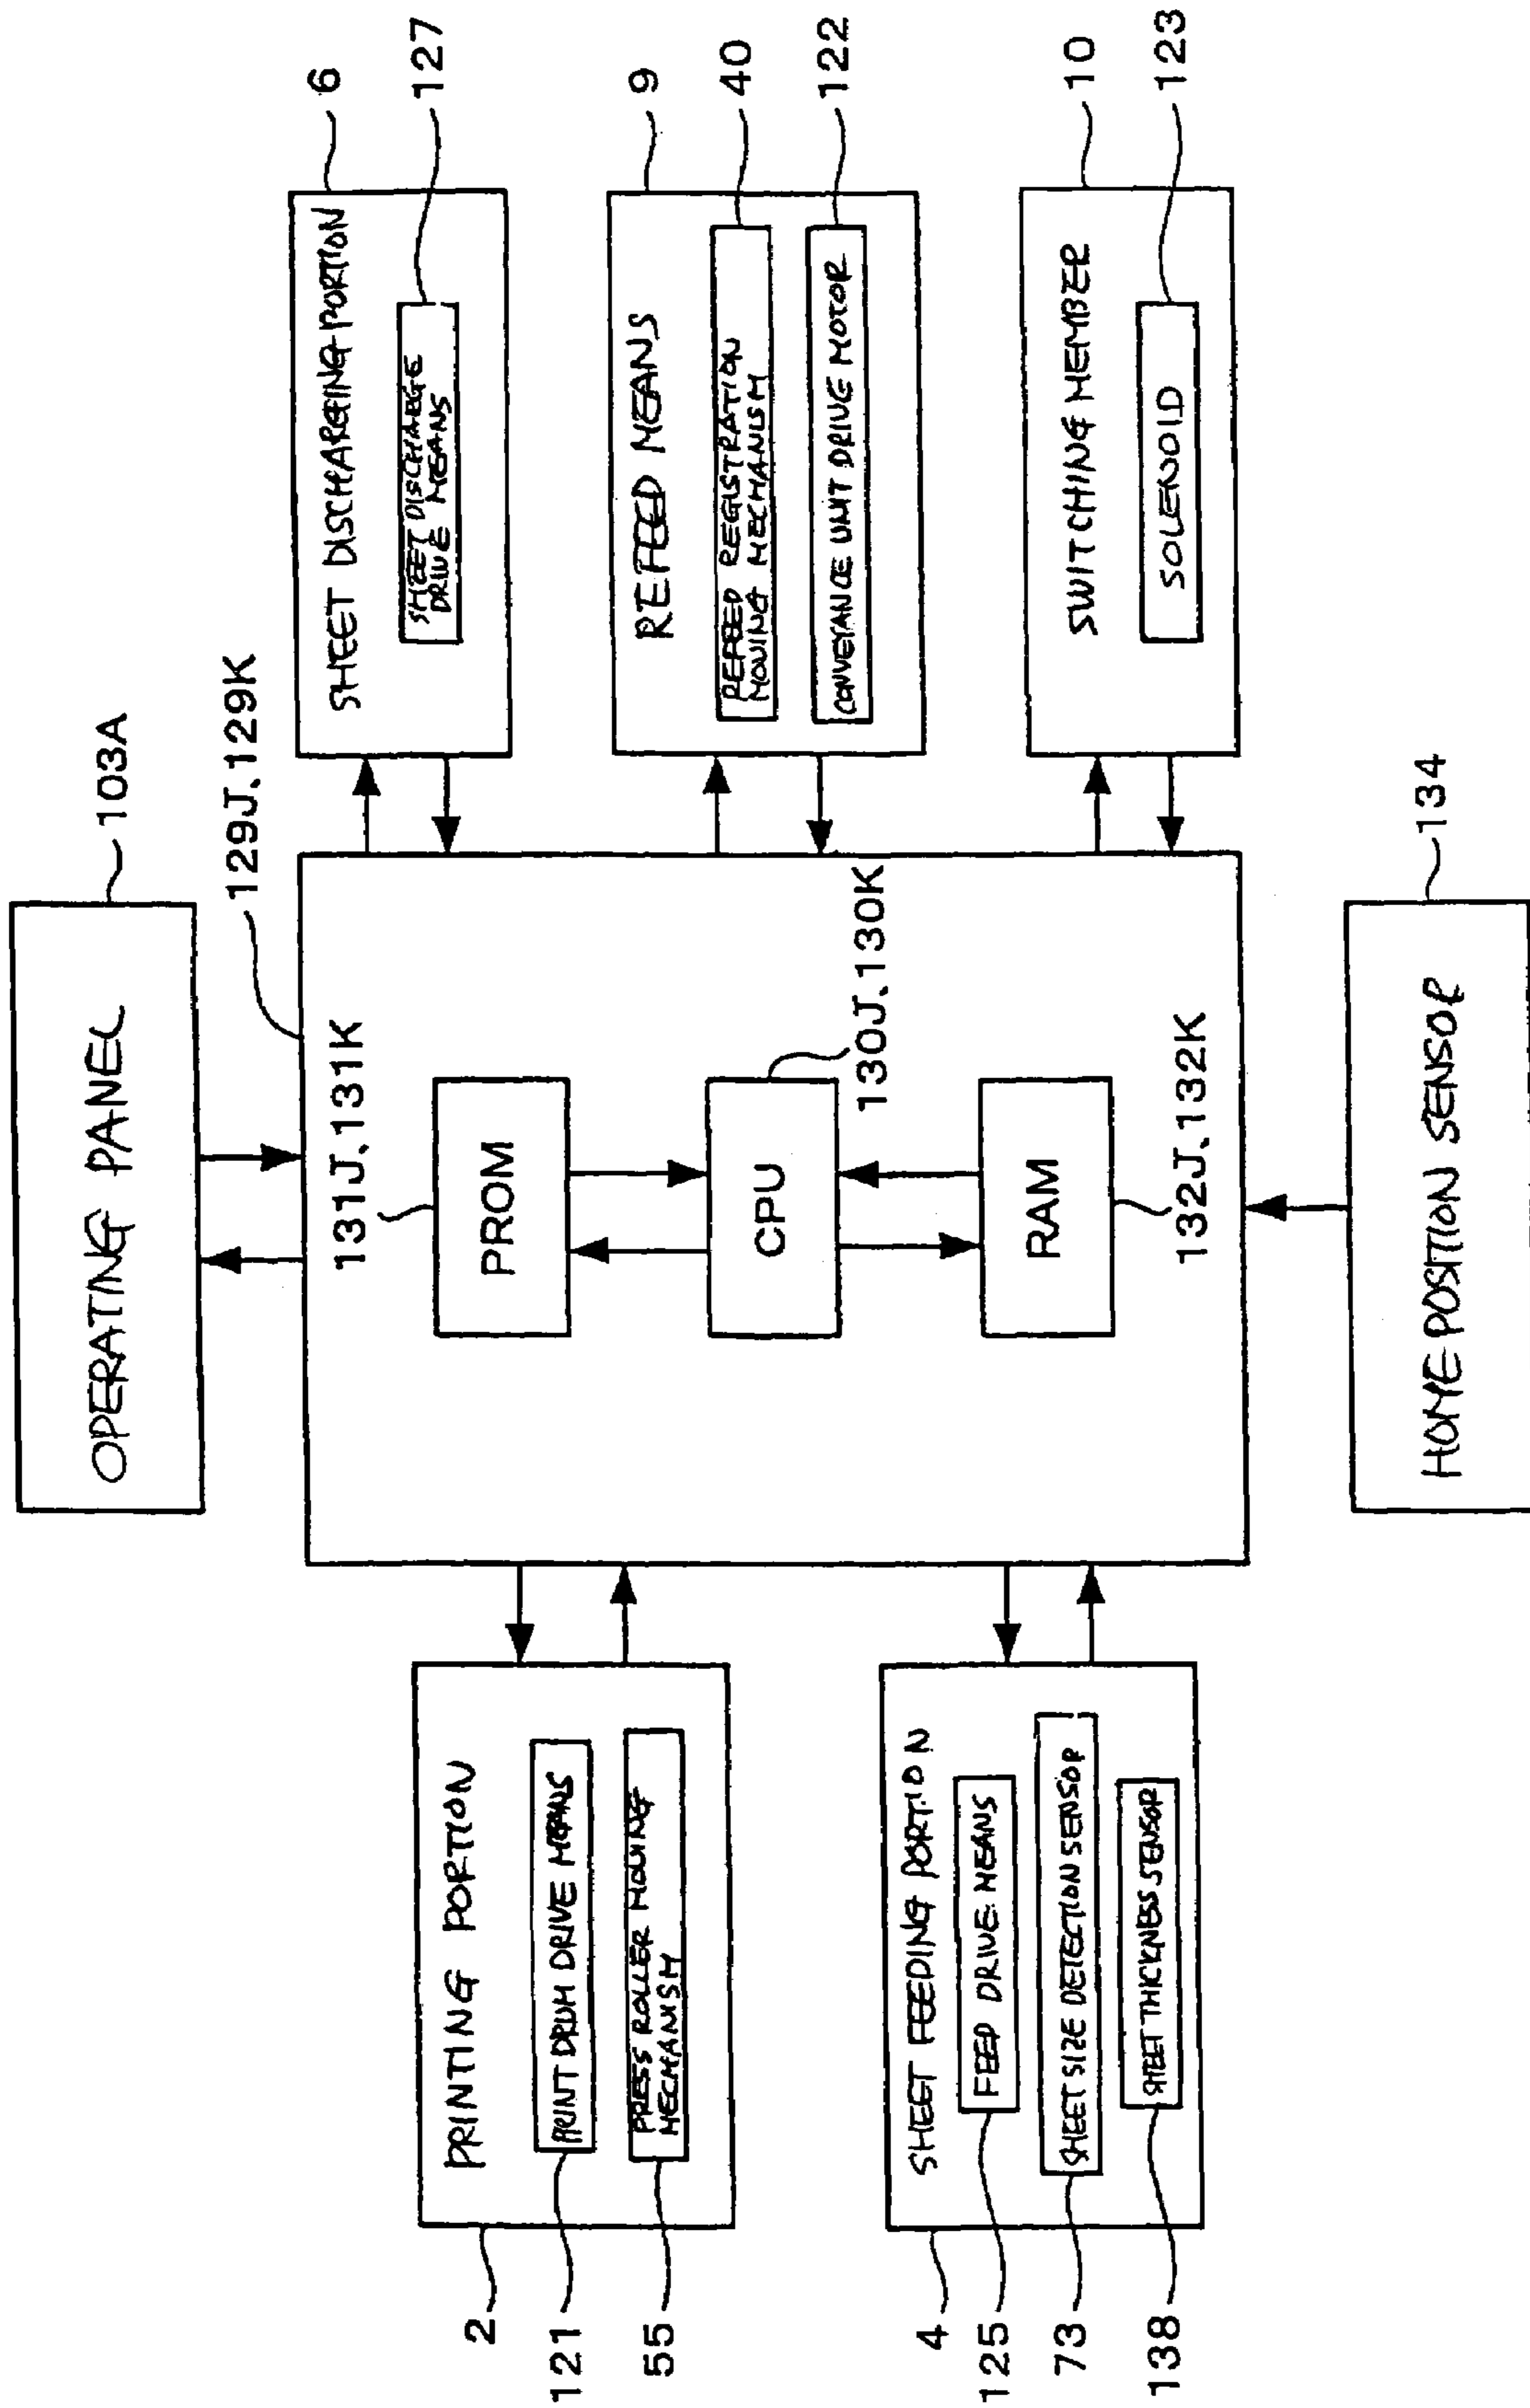 OPERATING PANEL
103A
129J、129K
131J、131K
PROM
CPU
130J、130K
RAM
132J、132K
HOME POSITION SENSOR
134
PRINTING PORTION
PRINT DRUM DRIVE MEANS
PRESS ROLLER MOVING
MECHANISM
2
121
55
SHEET FEEDING PORTION
FEED DRIVE MEANS
SHEET SIZE DETECTION SENSOR
SHEET THICKNESS SENSOR
4
125
73
138
SHEET DISCHARGING PORTION
SHEET DISCHARGE
DRIVE MEANS
6
127
REFEED MEANS
REFEED REGISTRATION
MOVING MECHANISM
CONVEYANCE UNIT DRIVE MOTOR
9
40
122
SWITCHING MEMBER
SOLENOID
10
123